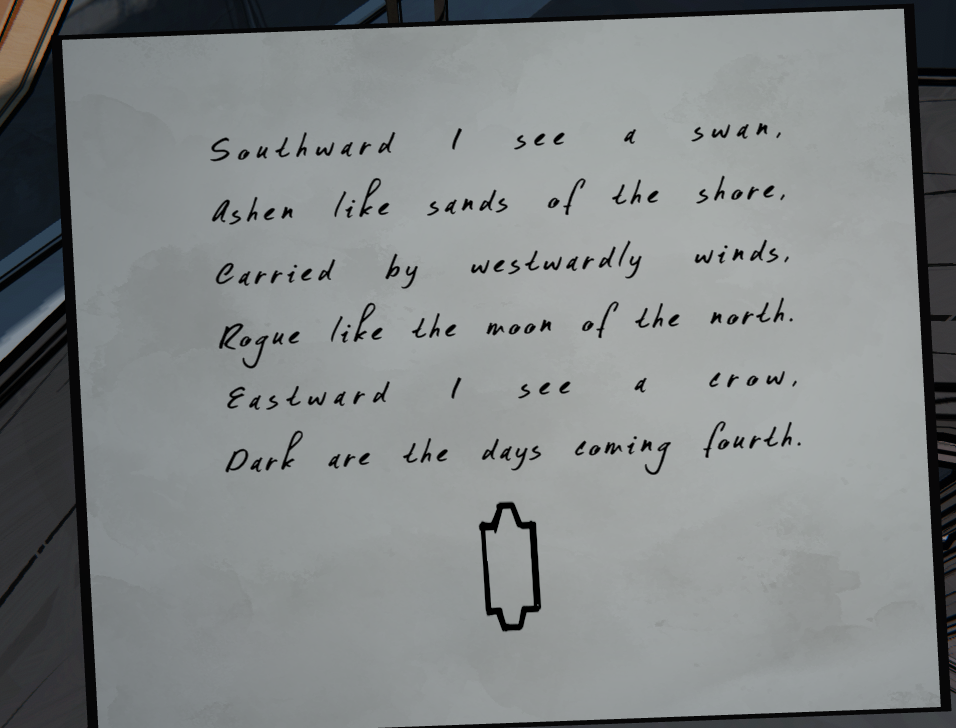 Southward I see a swan,
Ashen like sands of the shore,
Carried by westwardly winds,
Rogue like the moon of the north.
Eastward I see a crow,
Dark are the days coming fourth.